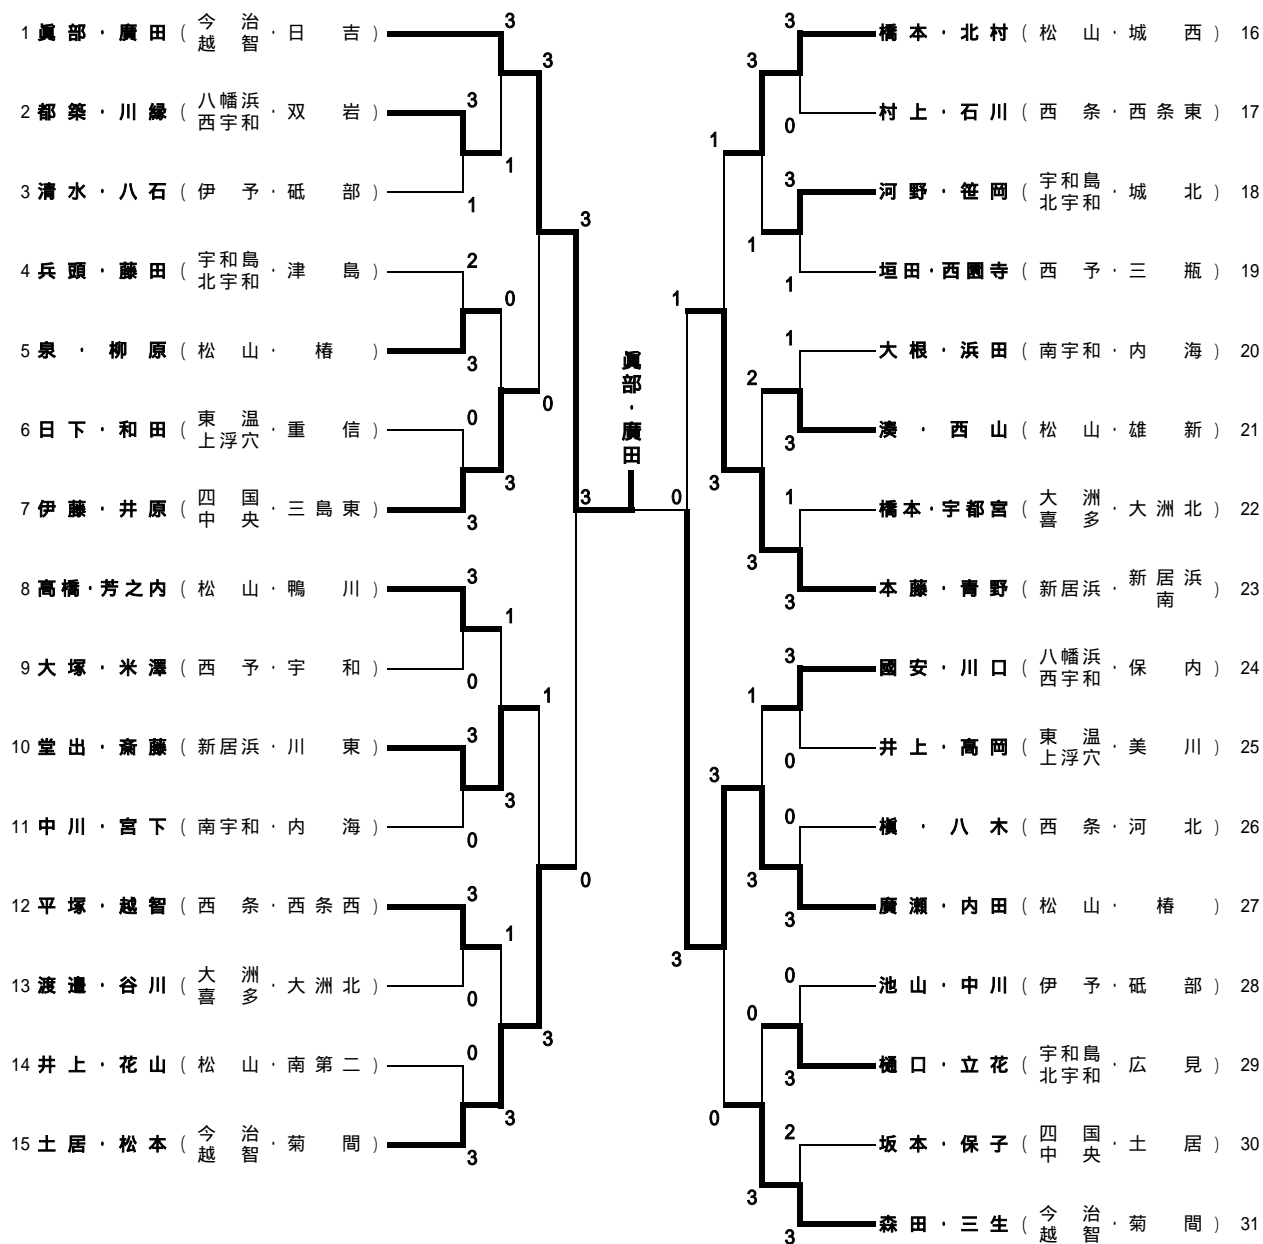 1 眞部・廣田 (今治越智・日吉)
2 都築・川縁 (八幡浜西宇和・双岩)
3 清水・八石 (伊予・砥部)
4 兵頭・藤田 (宇和島北宇和・津島)
5 泉・柳原 (松山・椿)
6 日下・和田 (東温上浮穴・重信)
7 伊藤・井原 (四国中央・三島東)
8 高橋・芳之内 (松山・鴨川)
9 大塚・米澤 (西予・宇和)
10 堂出・斎藤 (新居浜・川東)
11 中川・宮下 (南宇和・内海)
12 平塚・越智 (西条・西条西)
13 渡邉・谷川 (大洲喜多・大洲北)
14 井上・花山 (松山・南第二)
15 土居・松本 (今治越智・菊間)
3
3
3
1
1
2
0
3
0
3
3
0
3
1
0
3
3
0
3
1
0
0
3
3
1
3
0
3
眞部・廣田
0
1
3
1
3
3
0
3
1
1
2
1
3
1
3
3
3
3
1
3
0
0
3
3
0
0
3
2
3
3
0
橋本・北村 (松山・城西) 16
村上・石川 (西条・西条東) 17
河野・笹岡 (宇和島北宇和・城北) 18
垣田・西園寺 (西予・三瓶) 19
大根・浜田 (南宇和・内海) 20
湊・西山 (松山・雄新) 21
橋本・宇都宮 (大洲喜多・大洲北) 22
本藤・青野 (新居浜・新居浜南) 23
國安・川口 (八幡浜西宇和・保内) 24
井上・高岡 (東温上浮穴・美川) 25
槇・八木 (西条・河北) 26
廣瀬・内田 (松山・椿) 27
池山・中川 (伊予・砥部) 28
樋口・立花 (宇和島北宇和・広見) 29
坂本・保子 (四国中央・土居) 30
森田・三生 (今治越智・菊間) 31